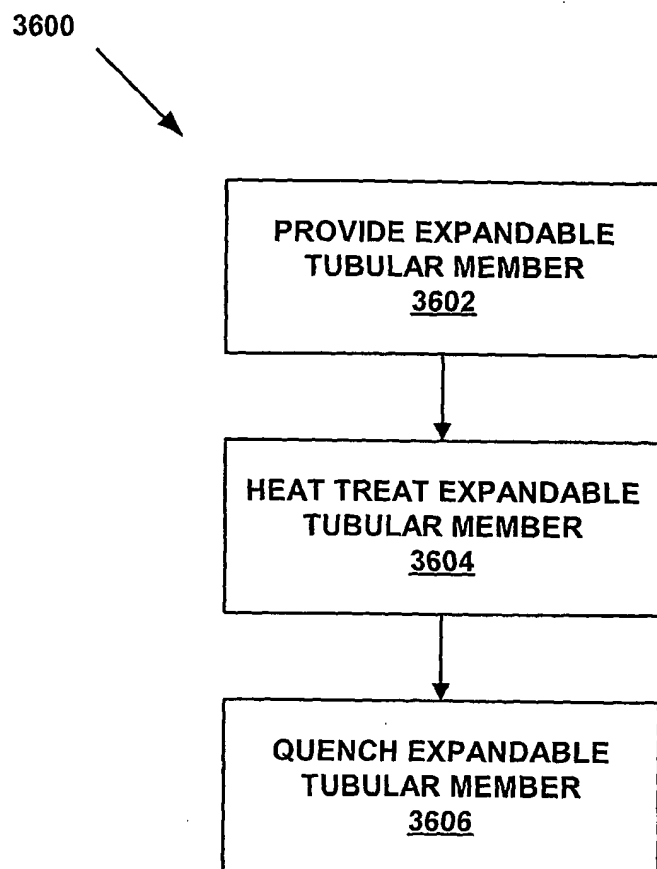 3600
PROVIDE EXPANDABLE
TUBULAR MEMBER
3602
HEAT TREAT EXPANDABLE
TUBULAR MEMBER
3604
QUENCH EXPANDABLE
TUBULAR MEMBER
3606